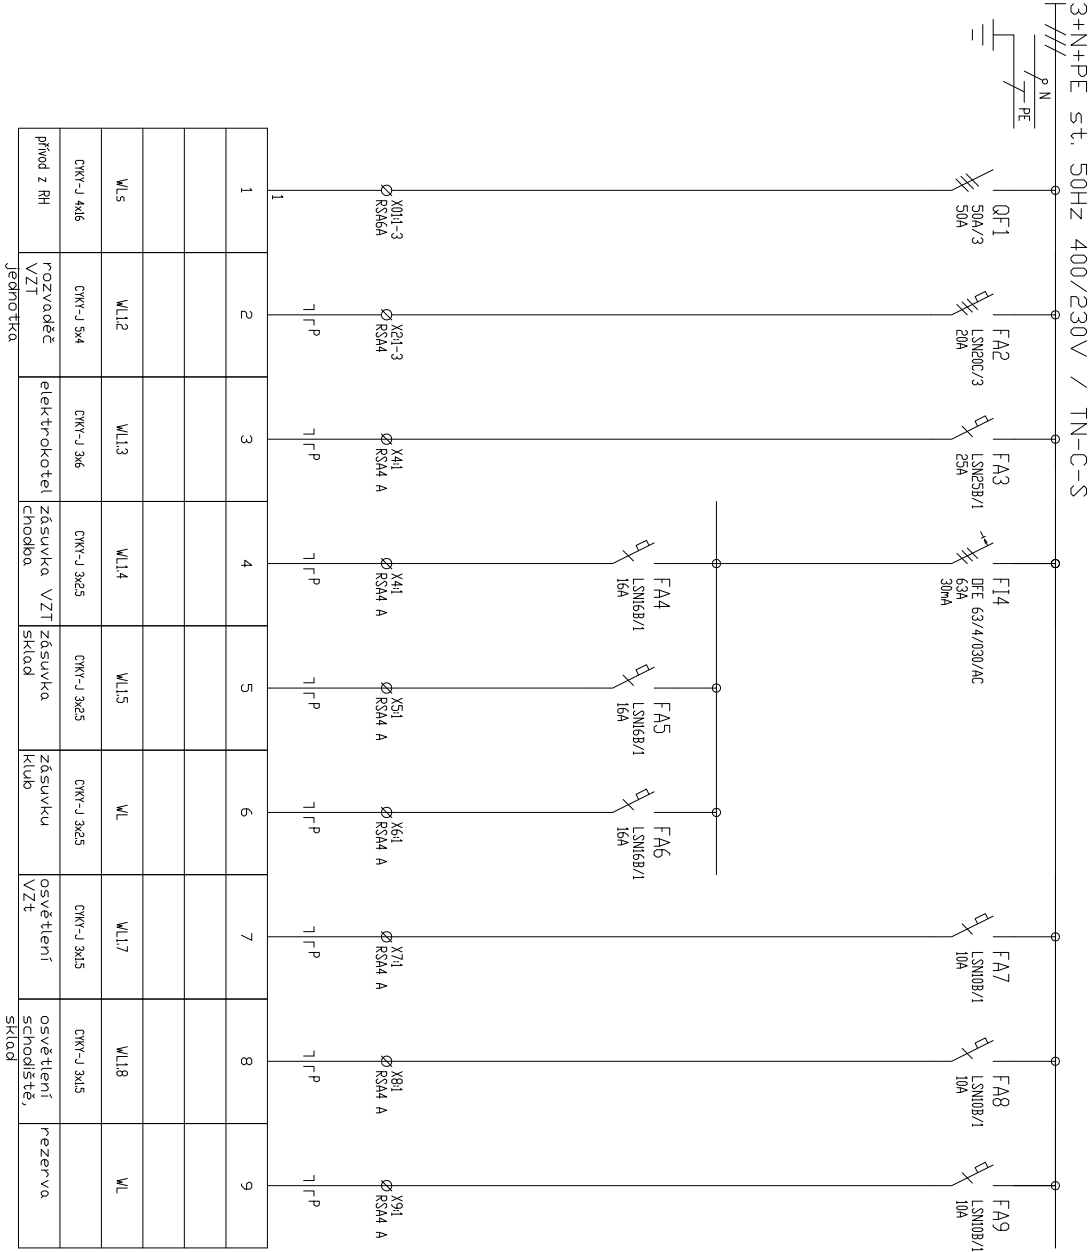 3+N+PE st. 50Hz 400/230V / TN-C-S
N
PE
QF1
50A/3
50A
FA2
LSN20C/3
20A
FA3
LSN25B/1
25A
FI4
OFE 63/4/030/AC
63A
30mA
FA7
LSN10B/1
10A
FA8
LSN10B/1
10A
FA9
LSN10B/1
10A
FA4
LSN16B/1
16A
FA5
LSN16B/1
16A
FA6
LSN16B/1
16A
X01:1-3
RSA6A
X2:1-3
RSA4
X4:1
RSA4 A
X4:1
RSA4 A
X5:1
RSA4 A
X6:1
RSA4 A
X7:1
RSA4 A
X8:1
RSA4 A
X9:1
RSA4 A
1
P
P
P
P
P
P
P
P
1
2
3
4
5
6
7
8
9
WLs
WL1.2
WL1.3
WL1.4
WL1.5
WL
WL1.7
WL1.8
WL
CYKY-J 4x16
CYKY-J 5x4
CYKY-J 3x6
CYKY-J 3x2.5
CYKY-J 3x2.5
CYKY-J 3x2.5
CYKY-J 3x1.5
CYKY-J 3x1.5
přívod z RH
rozvaděč
VZT
jednotka
elektrokotel
zásuvka VZT
chodba
zásuvka
sklad
zásuvku
klub
osvětlení
VZt
osvětlení
schodiště,
sklad
rezerva